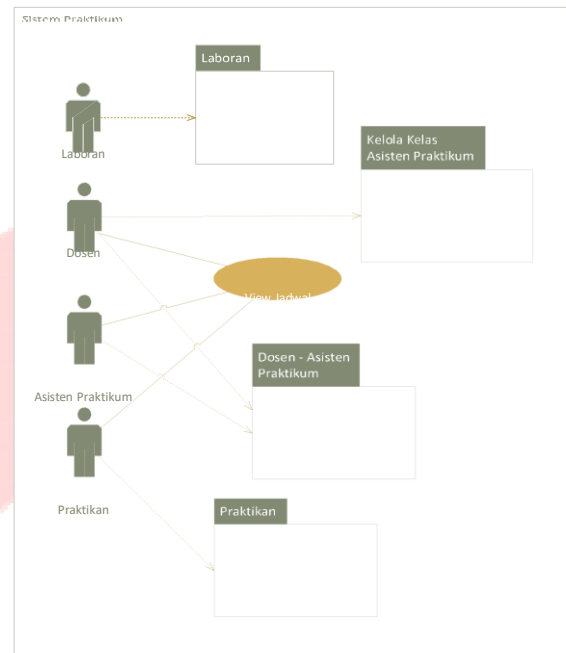 Sistem Praktikum
Laboran
Laboran
Kelola Kelas
Asisten Praktikum
Dosen
View Jadwal
Dosen - Asisten
Praktikum
Asisten Praktikum
Praktikan
Praktikan